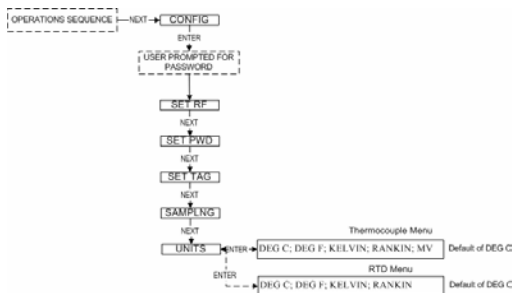 OPERATIONS SEQUENCE NEXT CONFIG
ENTER
USER PROMPTED FOR
PASSWORD
SET RF
NEXT
SET PWD
NEXT
SET TAG
NEXT
SAMPLNG
NEXT
Thermocouple Menu
UNITS ENTER DEG C; DEG F; KELVIN; RANKIN; MV Default of DEG C
ENTER
RTD Menu
DEG C; DEG F; KELVIN; RANKIN Default of DEG C